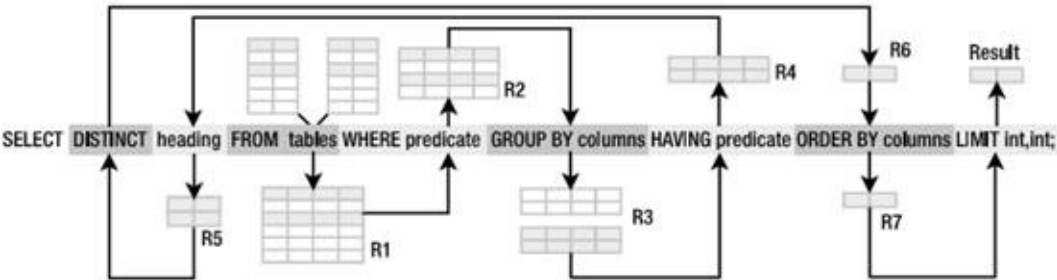 R6
Result
R2
R4
SELECT DISTINCT heading FROM tables WHERE predicate GROUP BY columns HAVING predicate ORDER BY columns LIMIT int,int;
R5
R1
R3
R7